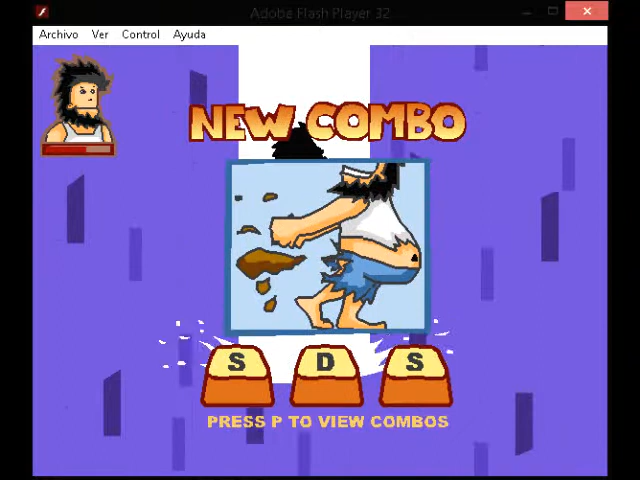 Adobe Flash Player 32
Archivo Ver Control Ayuda
NEW COMBO
S D S
PRESS P TO VIEW COMBOS